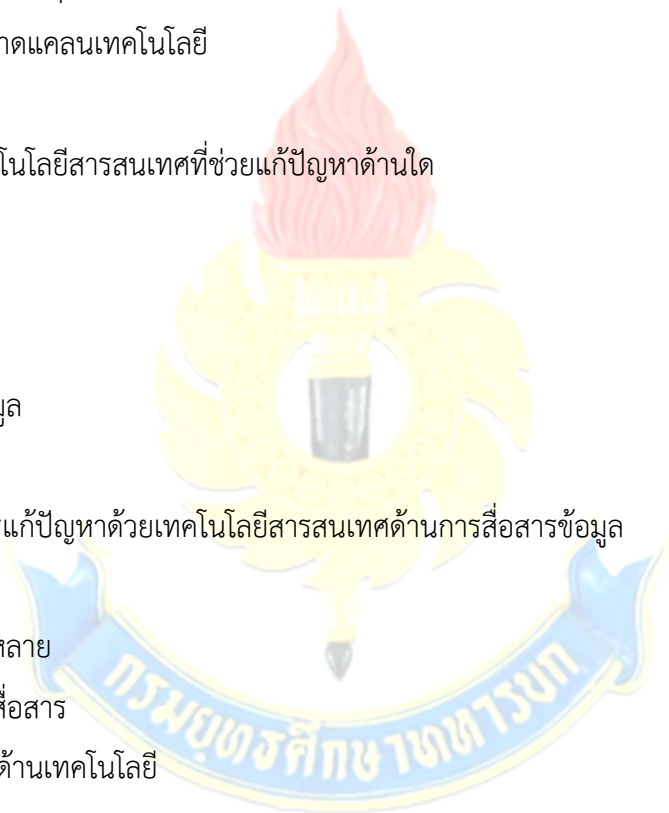 าดแคลนเทคโนโลยี
โนโลยีสารสนเทศที่ช่วยแก้ปัญหาด้านใด
มูล
รแก้ปัญหาด้วยเทคโนโลยีสารสนเทศด้านการสื่อสารข้อมูล
หลาย
สื่อสาร
ด้านเทคโนโลยี
กรมยุทธศึกษาทหารบก